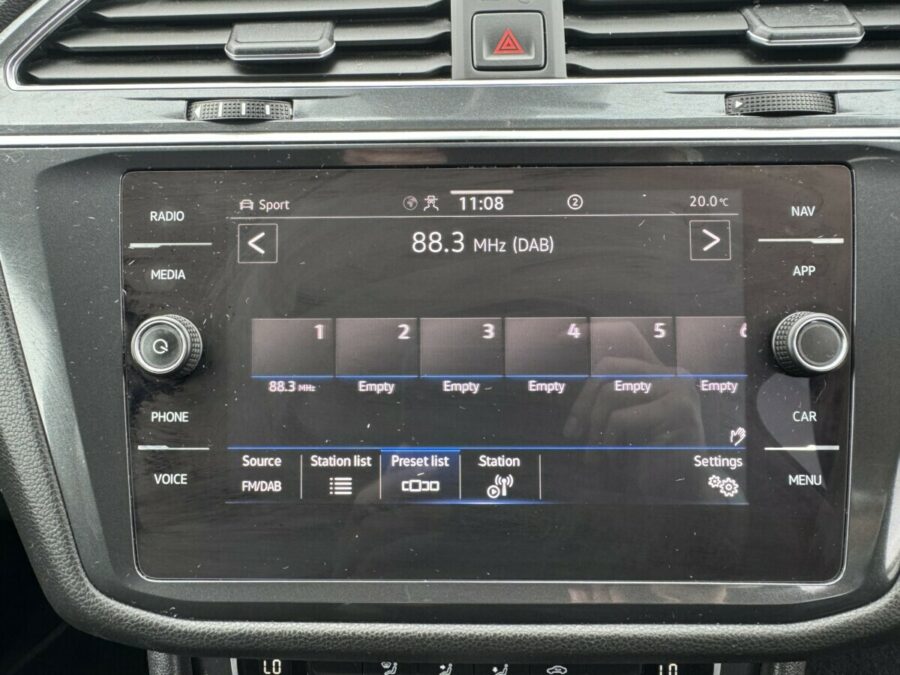 RADIO
MEDIA
PHONE
VOICE
Sport
11:08
2
20.0°C
88.3 MHz (DAB)
1 2 3 4 5 6
88.3 MHz Empty Empty Empty Empty Empty
Source Station list Preset list Station Settings
FM/DAB
NAV
APP
CAR
MENU
LO LO